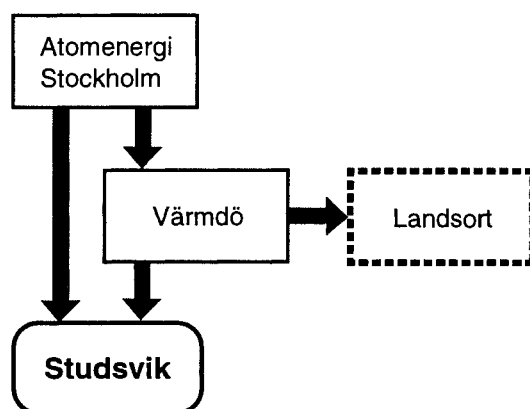 Atomenergi
Stockholm
Värmdö
Landsort
Studsvik